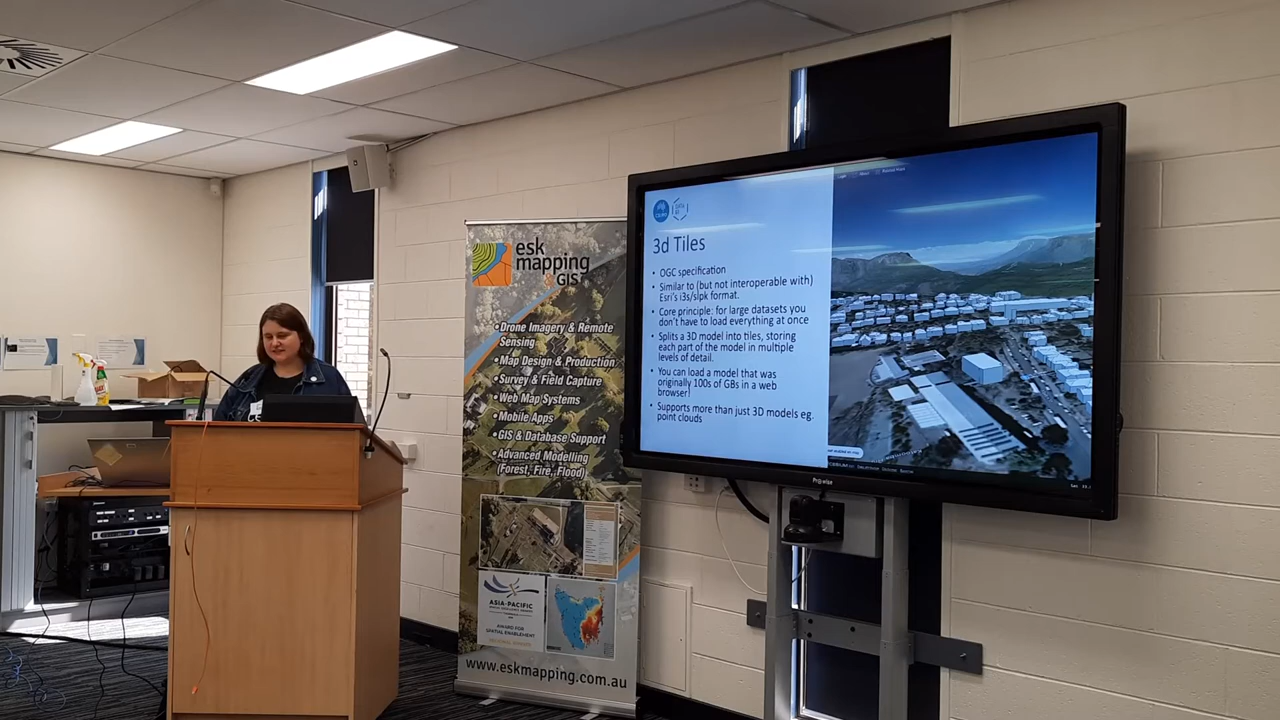 esk
mapping
& GIS
•Drone Imagery & Remote
Sensing
•Map Design & Production
•Survey & Field Capture
•Web Map Systems
•Mobile Apps
•GIS & Database Support
•Advanced Modelling
(Forest, Fire, Flood)
ASIA-PACIFIC
AWARD FOR
SPATIAL ENABLEMENT
www.eskmapping.com.au
3d Tiles
• OGC specification
• Similar to (but not interoperable with)
Esri's i3s/slpk format.
• Core principle: for large datasets you
don't have to load everything at once
• Splits a 3D model into tiles, storing
each part of the model in multiple
levels of detail.
• You can load a model that was
originally 100s of GBs in a web
browser!
• Supports more than just 3D models eg.
point clouds
Prowise